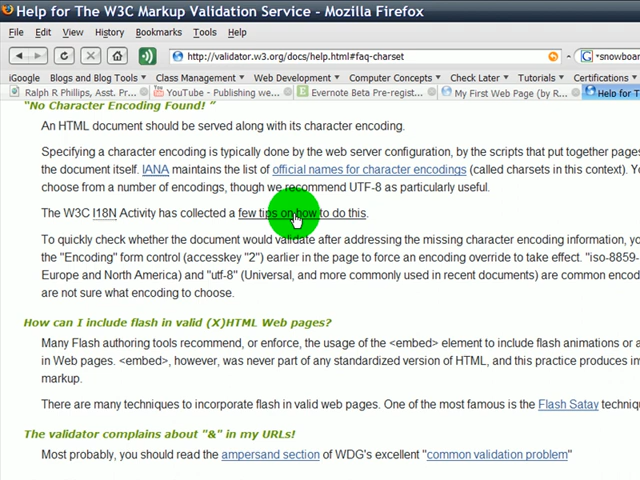 Help for The W3C Markup Validation Service - Mozilla Firefox
File Edit View History Bookmarks Tools Help
http://validator.w3.org/docs/help.html#faq-charset
"snowboar
iGoogle Blogs and Blog Tools Class Management Web Development Computer Concepts Check Later Tutorials Certifications
Ralph R Phillips, Asst. Pr... YouTube - Publishing we... Evernote Beta Pre-regist... My First Web Page (by R... Help for T
"No Character Encoding Found! "
An HTML document should be served along with its character encoding.
Specifying a character encoding is typically done by the web server configuration, by the scripts that put together pages
the document itself. IANA maintains the list of official names for character encodings (called charsets in this context). Yo
choose from a number of encodings, though we recommend UTF-8 as particularly useful.
The W3C I18N Activity has collected a few tips on how to do this.
To quickly check whether the document would validate after addressing the missing character encoding information, yo
the "Encoding" form control (accesskey "2") earlier in the page to force an encoding override to take effect. "iso-8859-
Europe and North America) and "utf-8" (Universal, and more commonly used in recent documents) are common encod
are not sure what encoding to choose.
How can I include flash in valid (X)HTML Web pages?
Many Flash authoring tools recommend, or enforce, the usage of the <embed> element to include flash animations or a
in Web pages. <embed>, however, was never part of any standardized version of HTML, and this practice produces inv
markup.
There are many techniques to incorporate flash in valid web pages. One of the most famous is the Flash Satay techniq
The validator complains about "&" in my URLs!
Most probably, you should read the ampersand section of WDG's excellent "common validation problem"